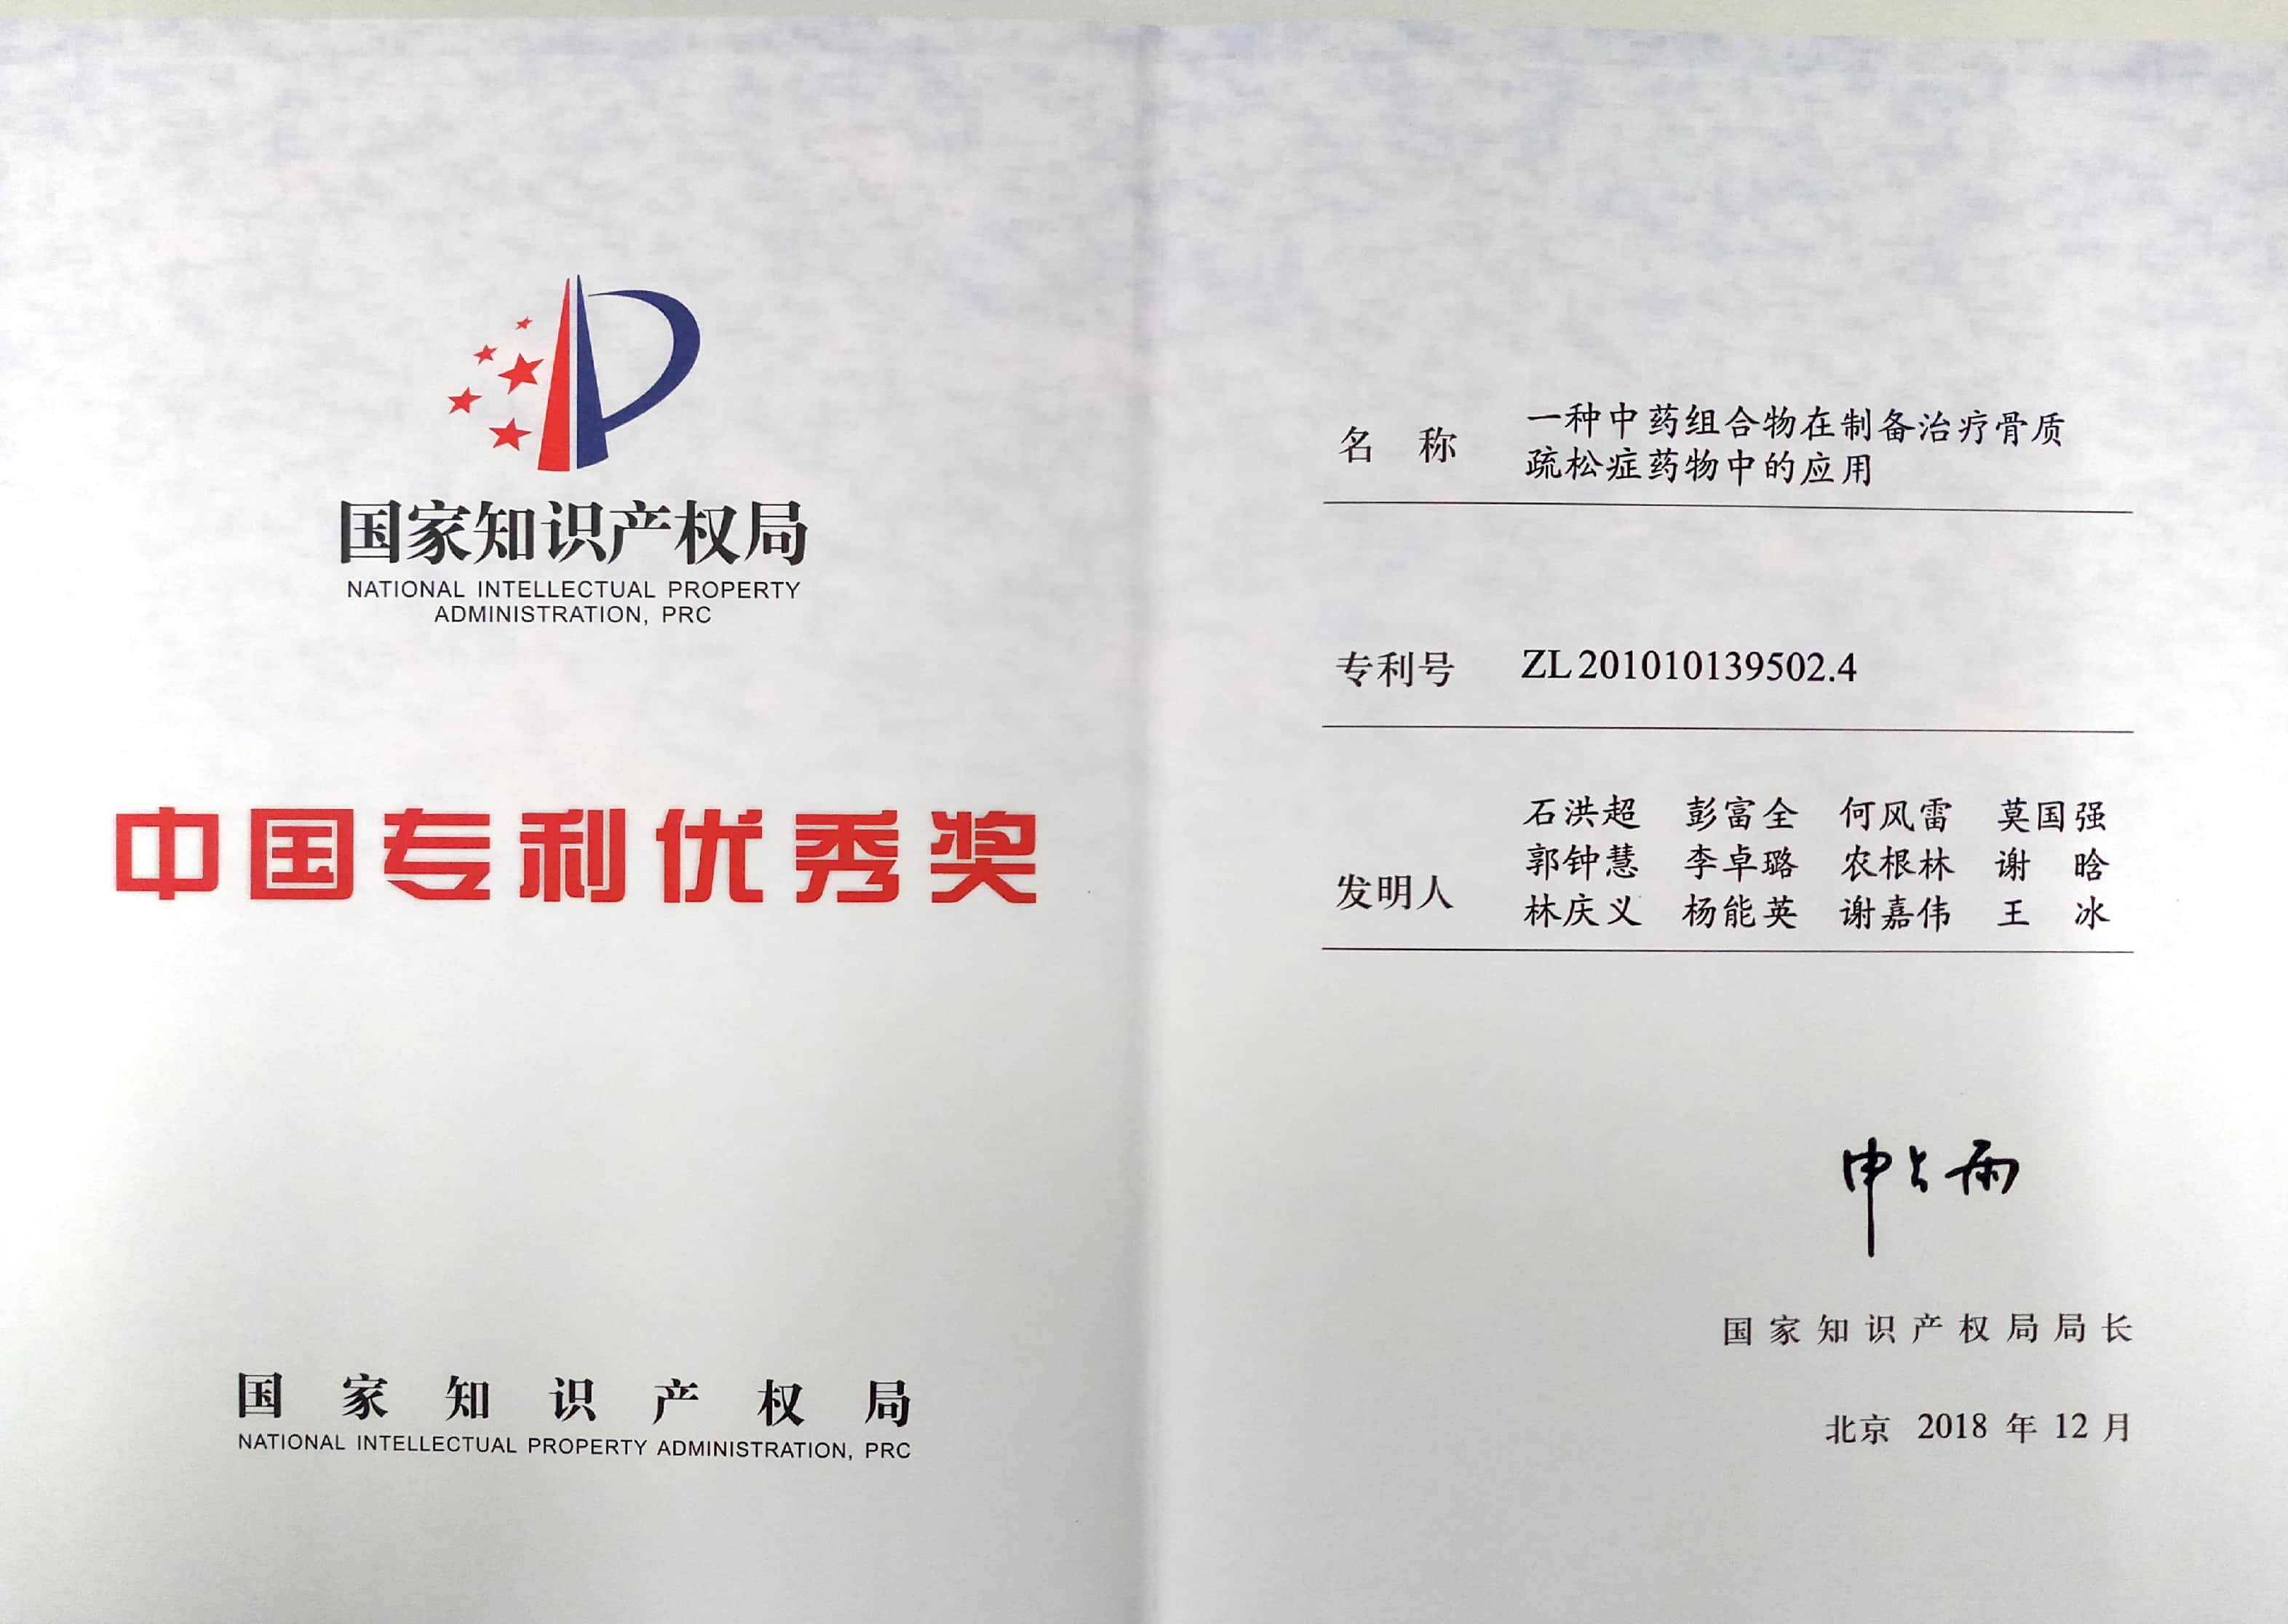 国家知识产权局
NATIONAL INTELLECTUAL PROPERTY
ADMINISTRATION, PRC
中国专利优秀奖
国家知识产权局
NATIONAL INTELLECTUAL PROPERTY ADMINISTRATION, PRC
名称 一种中药组合物在制备治疗骨质
疏松症药物中的应用
专利号 ZL201010139502.4
石洪超 彭富全 何风雷 莫国强
郭钟慧 李卓璐 农根林 谢晗
发明人
林庆义 杨能英 谢嘉伟 王冰
申长雨
国家知识产权局局长
北京 2018 年 12 月